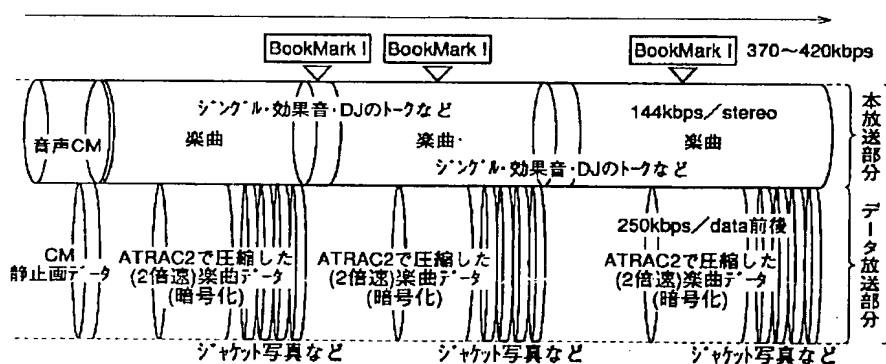 BookMark ! BookMark ! BookMark ! 370～420kbps
ｼﾞﾝｸﾞﾙ･効果音･DJのトークなど 144kbps／stereo
音声CM 楽曲 楽曲･ 楽曲
ｼﾞﾝｸﾞﾙ･効果音･DJのトークなど
本放送部分
CM
静止画ﾃﾞｰﾀ
ATRAC2で圧縮した
(2倍速)楽曲ﾃﾞｰﾀ
(暗号化)
ATRAC2で圧縮した
(2倍速)楽曲ﾃﾞｰﾀ
(暗号化)
250kbps／data前後
ATRAC2で圧縮した
(2倍速)楽曲ﾃﾞｰﾀ
(暗号化)
データ放送部分
ｼﾞｬｹｯﾄ写真など ｼﾞｬｹｯﾄ写真など ｼﾞｬｹｯﾄ写真など